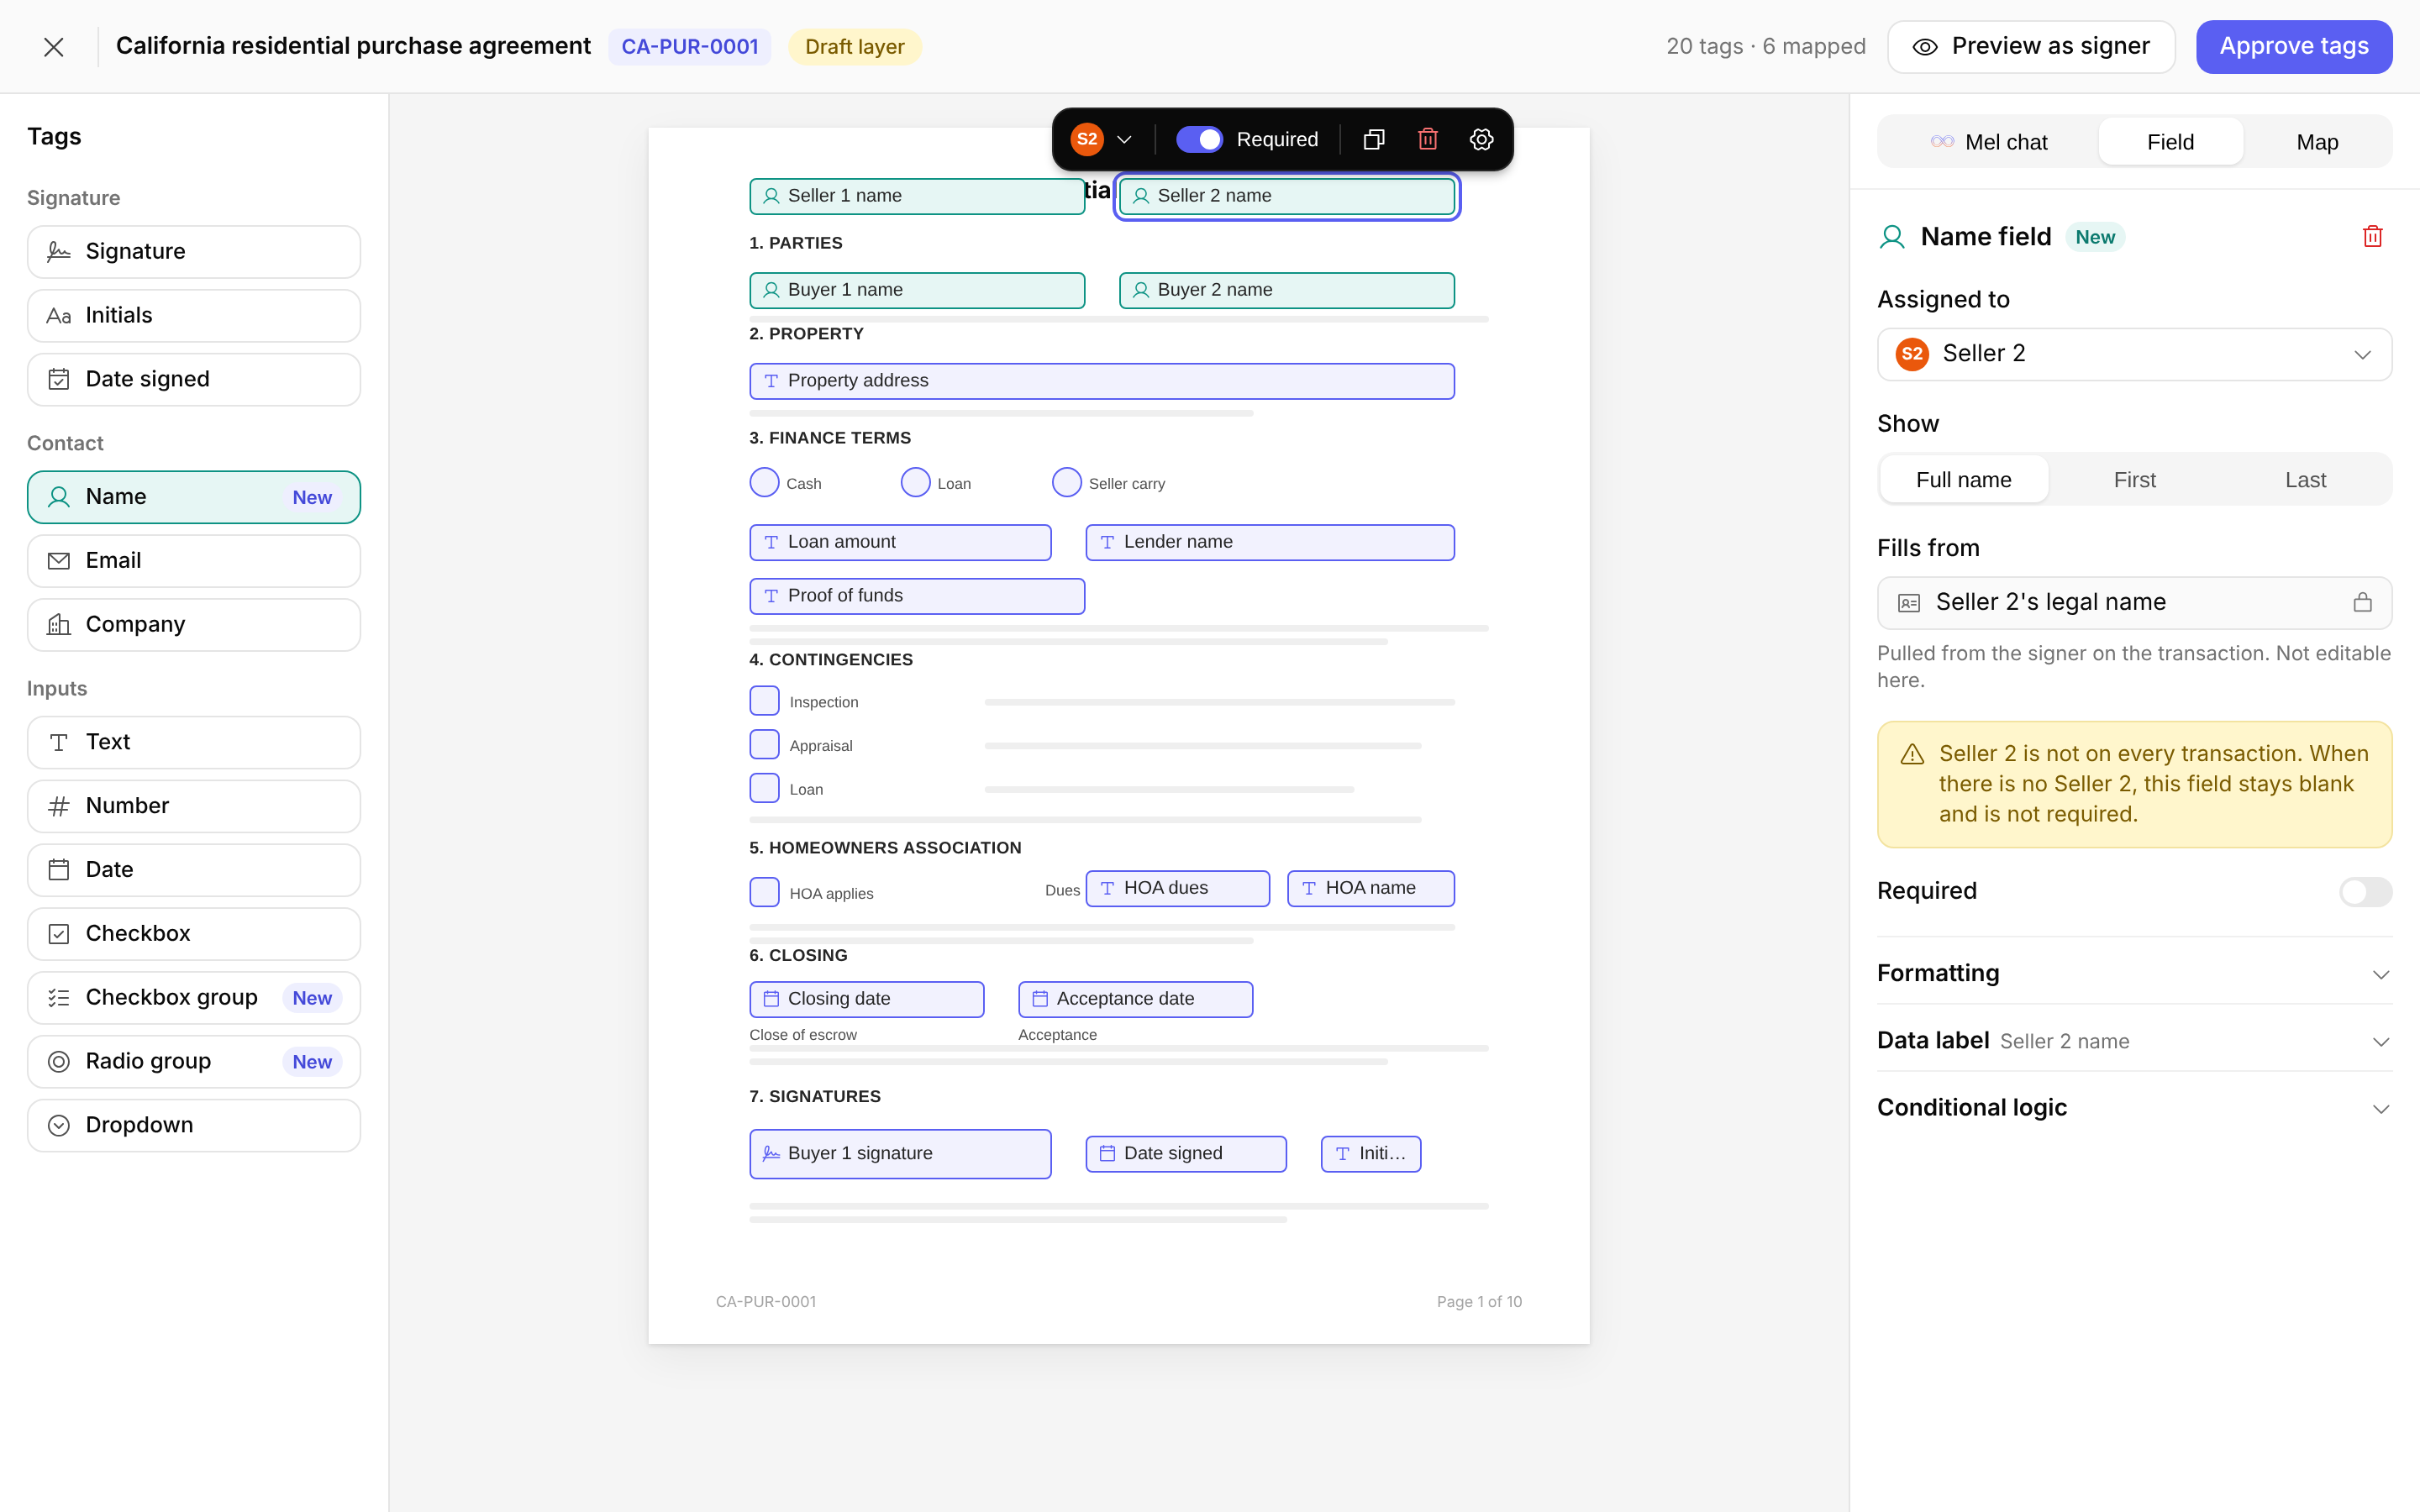 California residential purchase agreement
CA-PUR-0001
Draft layer
20 tags · 6 mapped
Preview as signer
Approve tags
Tags
Signature
Signature
Initials
Date signed
Contact
Name New
Email
Company
Inputs
Text
Number
Date
Checkbox
Checkbox group New
Radio group New
Dropdown
S2 Required
Seller 1 name
tia
Seller 2 name
1. PARTIES
Buyer 1 name
Buyer 2 name
2. PROPERTY
Property address
3. FINANCE TERMS
Cash
Loan
Seller carry
Loan amount
Lender name
Proof of funds
4. CONTINGENCIES
Inspection
Appraisal
Loan
5. HOMEOWNERS ASSOCIATION
HOA applies
Dues
HOA dues
HOA name
6. CLOSING
Closing date
Acceptance date
Close of escrow
Acceptance
7. SIGNATURES
Buyer 1 signature
Date signed
Initi...
CA-PUR-0001
Page 1 of 10
Mel chat
Field
Map
Name field New
Assigned to
S2 Seller 2
Show
Full name
First
Last
Fills from
Seller 2's legal name
Pulled from the signer on the transaction. Not editable
here.
Seller 2 is not on every transaction. When
there is no Seller 2, this field stays blank
and is not required.
Required
Formatting
Data label Seller 2 name
Conditional logic